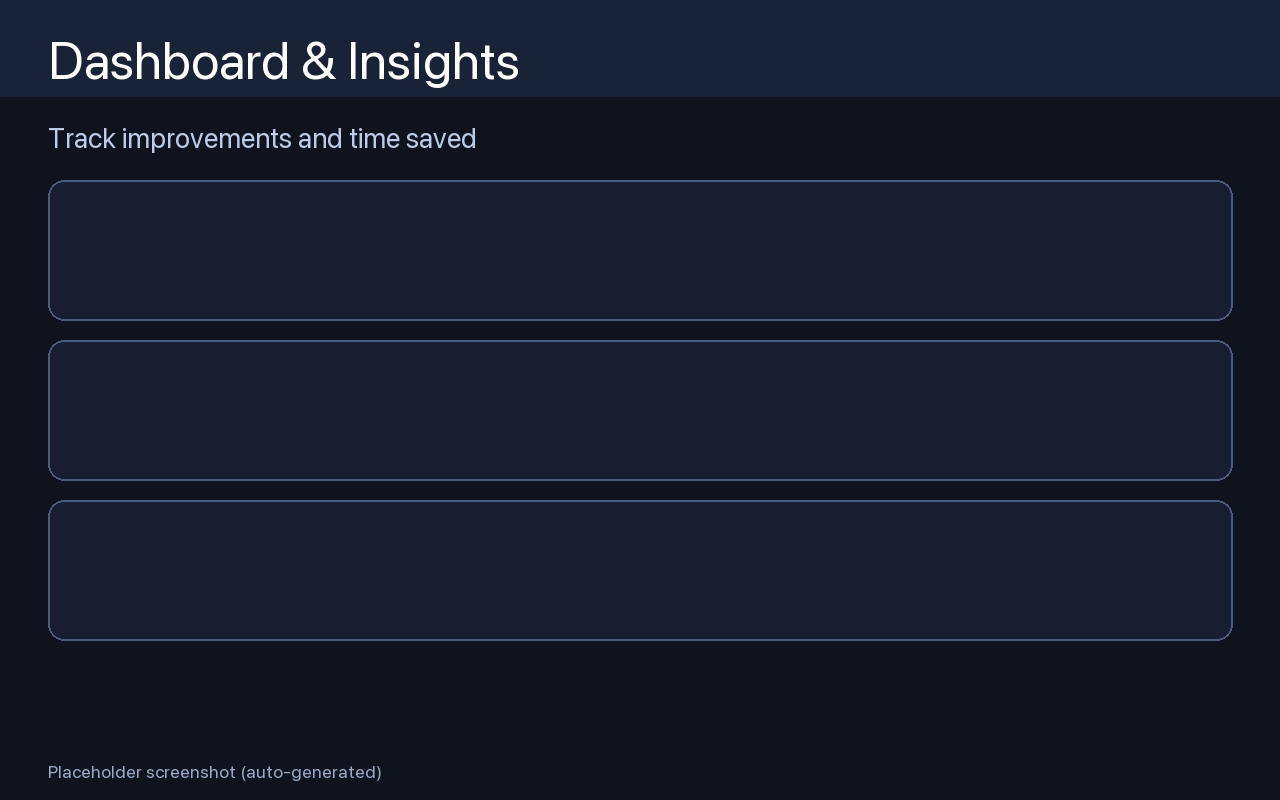 Dashboard & Insights
Track improvements and time saved
Placeholder screenshot (auto-generated)